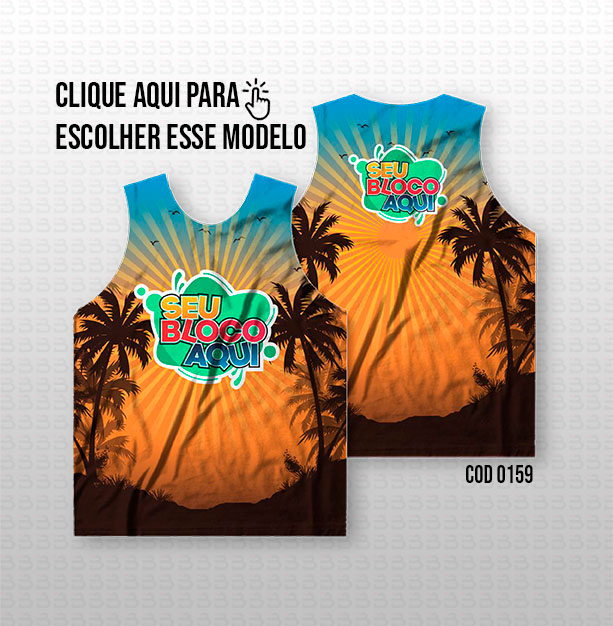 CLIQUE AQUI PARA
ESCOLHER ESSE MODELO
SEU
BLOCO
AQUI
SEU
BLOCO
AQUI
COD 0159